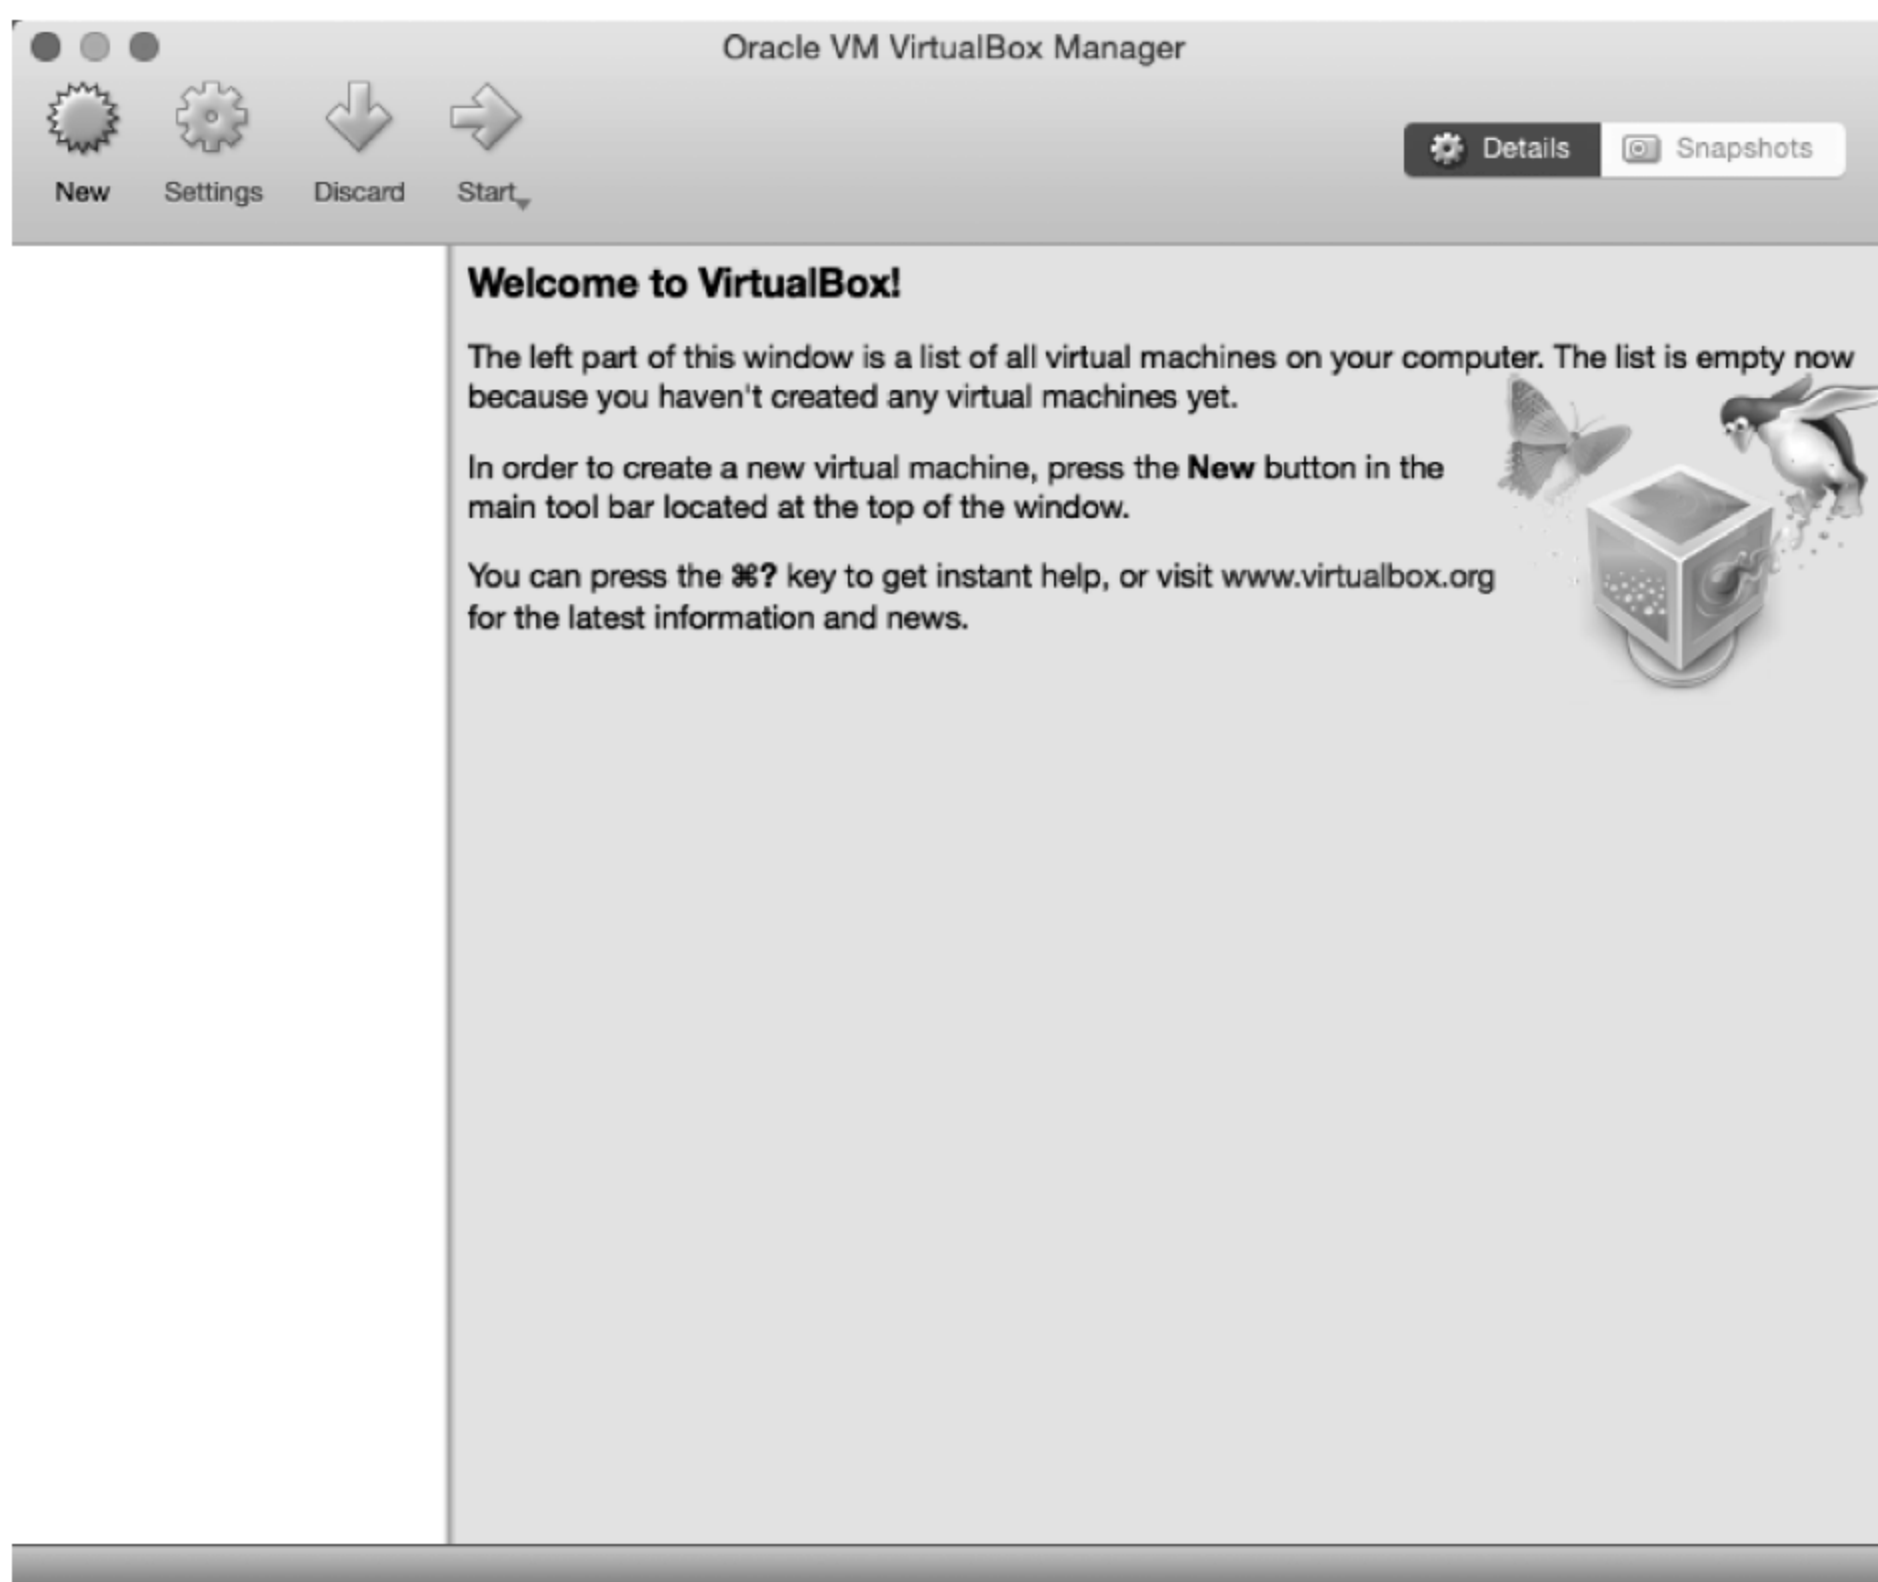 Oracle VM VirtualBox Manager
New
Settings
Discard
Start
Details
Snapshots
Welcome to VirtualBox!
The left part of this window is a list of all virtual machines on your computer. The list is empty now
because you haven't created any virtual machines yet.
In order to create a new virtual machine, press the New button in the
main tool bar located at the top of the window.
You can press the ⌘? key to get instant help, or visit www.virtualbox.org
for the latest information and news.